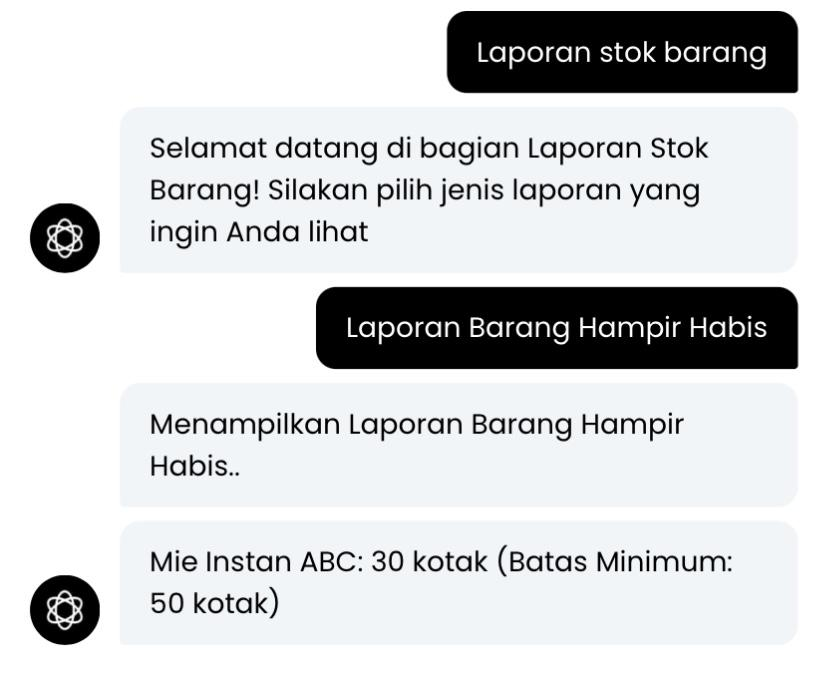 Laporan stok barang
Selamat datang di bagian Laporan Stok
Barang! Silakan pilih jenis laporan yang
ingin Anda lihat
Laporan Barang Hampir Habis
Menampilkan Laporan Barang Hampir
Habis..
Mie Instan ABC: 30 kotak (Batas Minimum:
50 kotak)